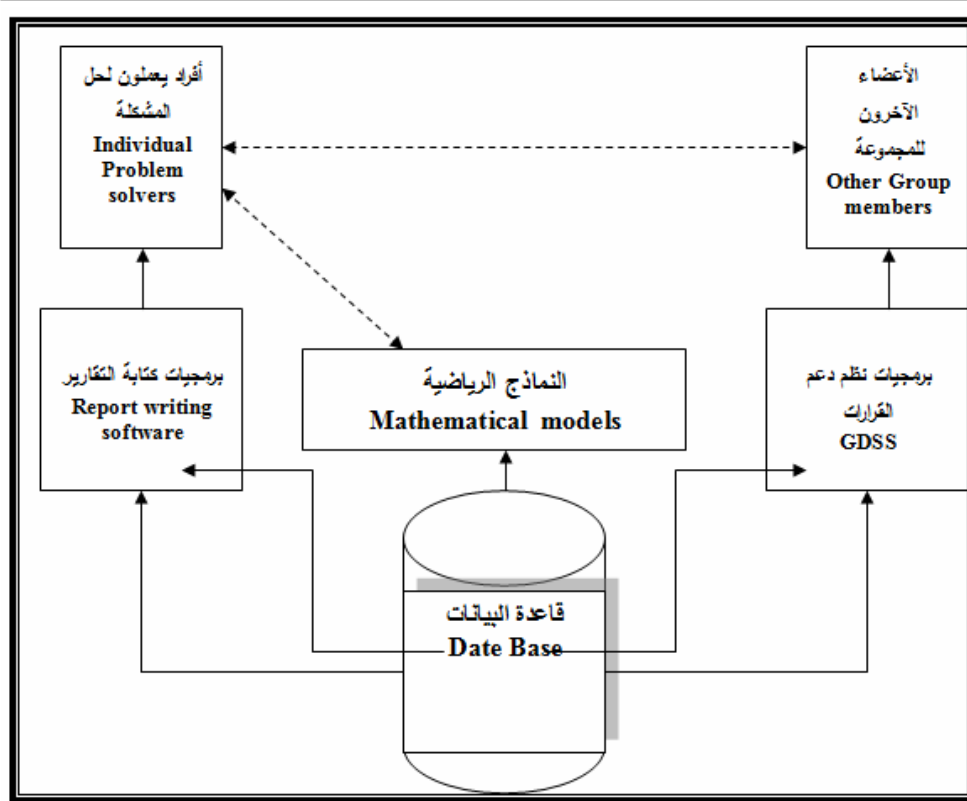 أفراد يعملون لحل
المشكلة
Individual
Problem
solvers
الأعضاء
الآخرون
للمجموعة
Other Group
members
برمجيات كتابة التقارير
Report writing
software
النماذج الرياضية
Mathematical models
برمجيات نظم دعم
القرارات
GDSS
قاعدة البيانات
Date Base